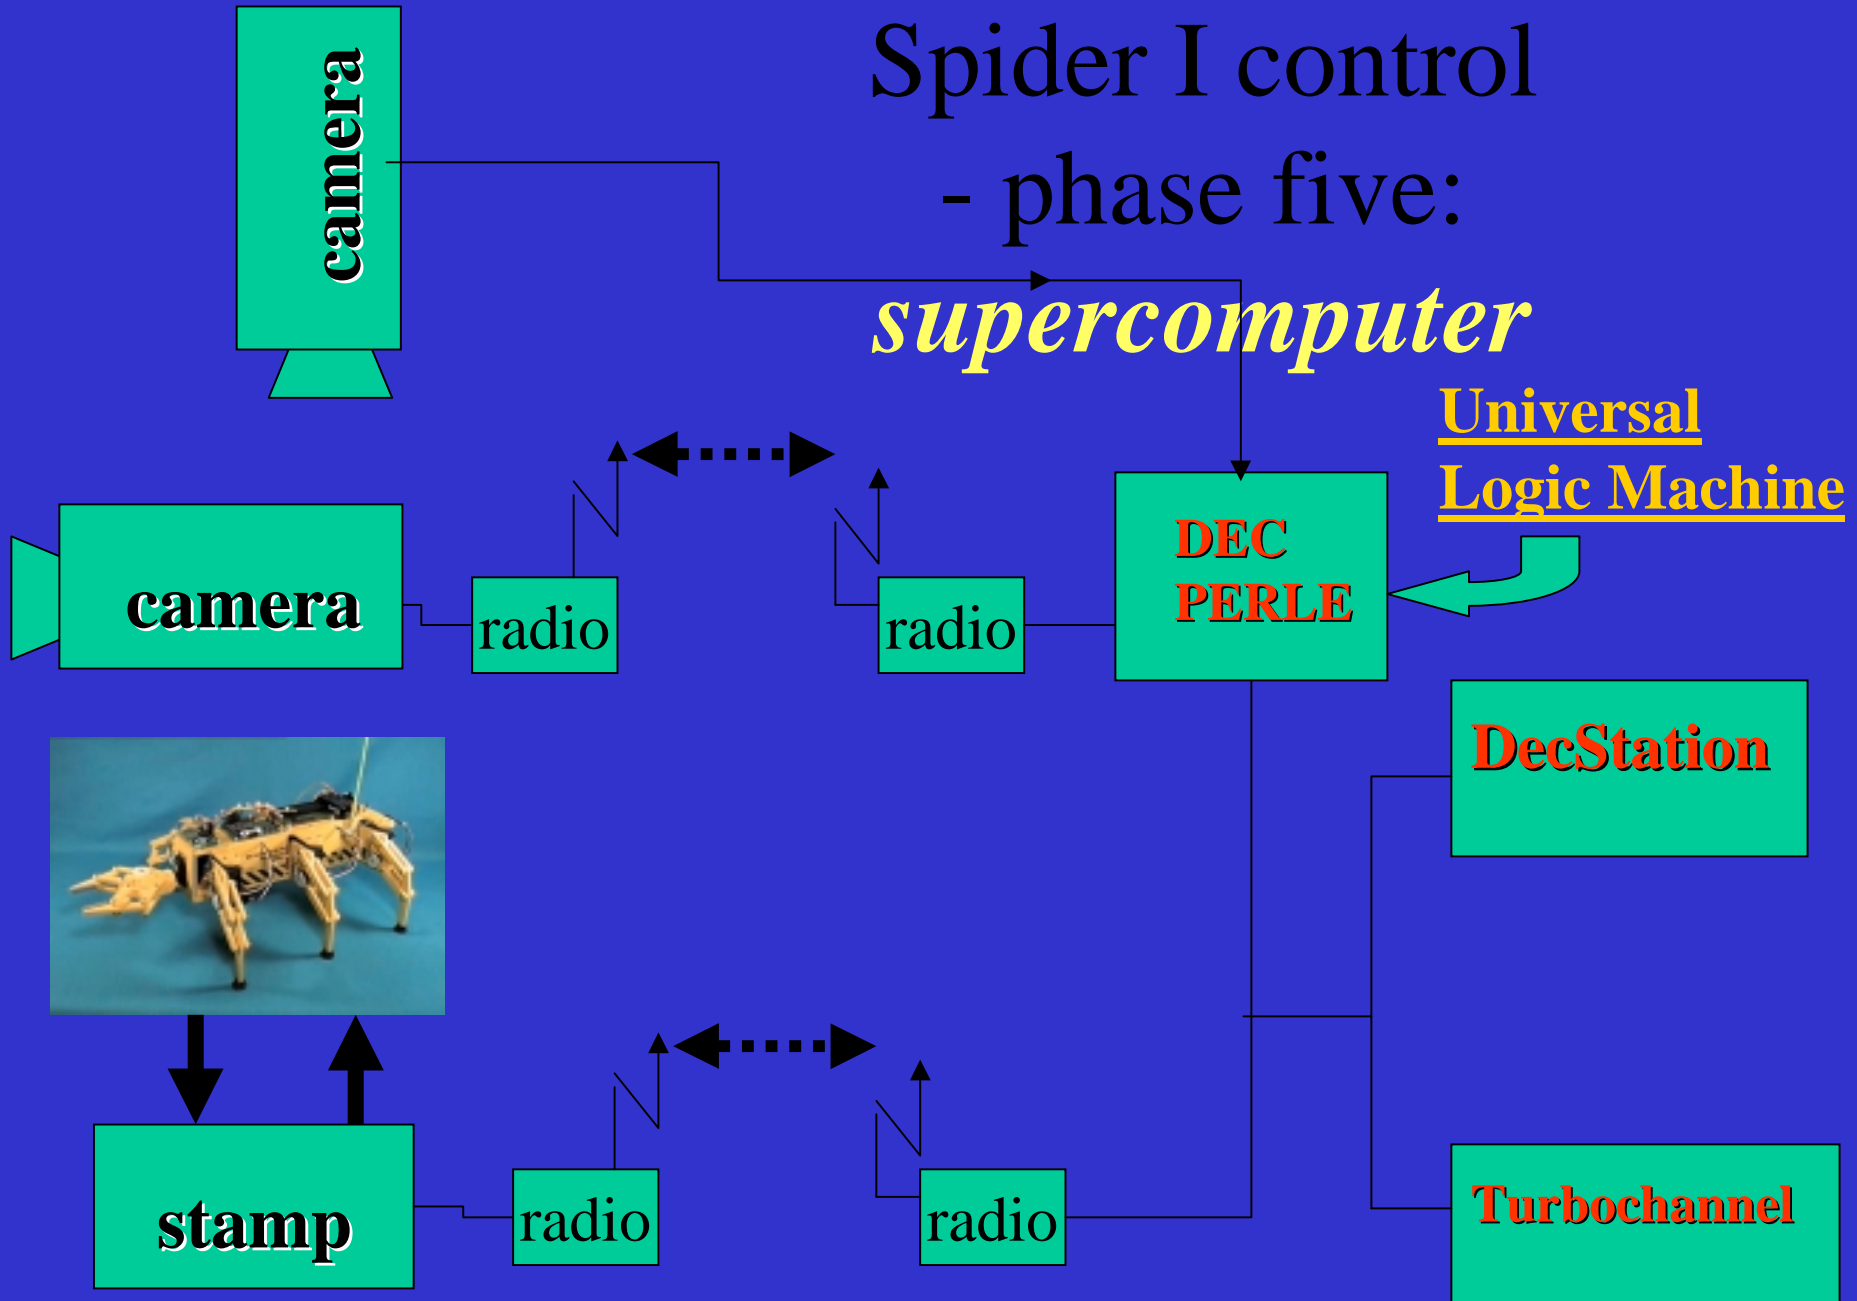 camera
Spider I control
- phase five:
supercomputer
Universal
Logic Machine
DEC
PERLE
camera
radio
radio
DecStation
stamp
radio
radio
Turbochannel